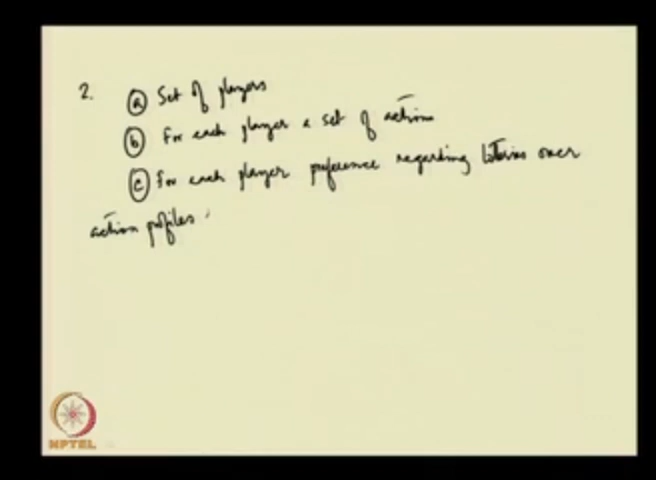 2. (a) Set of players
(b) For each player a set of actions
(c) For each player preference regarding lotteries over
action profiles.
NPTEL